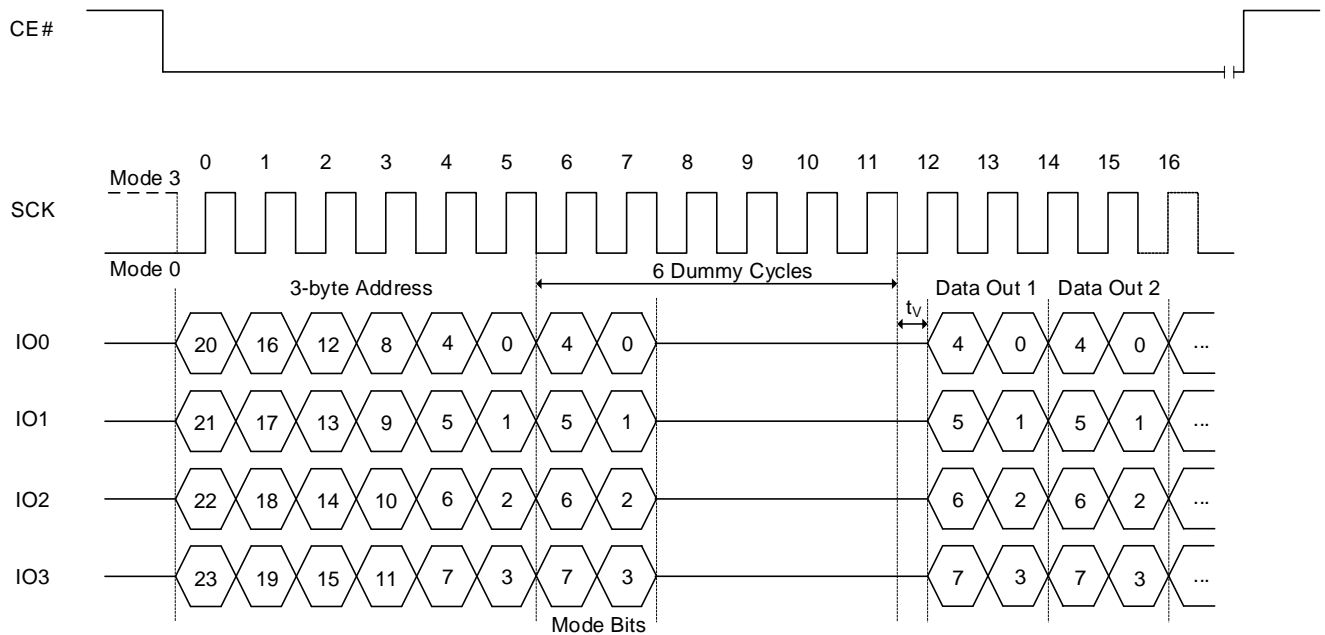 CE#
0 1 2 3 4 5 6 7 8 9 10 11 12 13 14 15 16
Mode 3
SCK
Mode 0
6 Dummy Cycles
3-byte Address
Data Out 1 Data Out 2
tV
IO0 20 16 12 8 4 0 4 0 4 0 4 0 ...
IO1 21 17 13 9 5 1 5 1 5 1 5 1 ...
IO2 22 18 14 10 6 2 6 2 6 2 6 2 ...
IO3 23 19 15 11 7 3 7 3 7 3 7 3 ...
Mode Bits